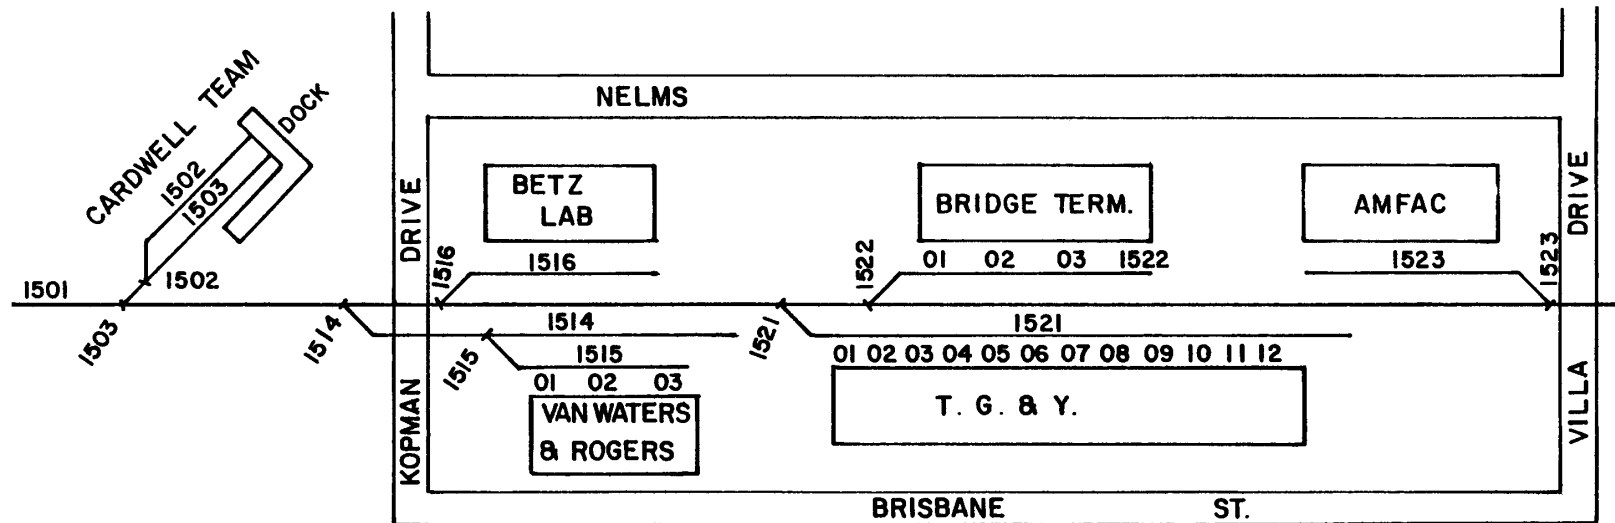 NELMS
CARDWELL TEAM
DOCK
1502
1503
DRIVE
BETZ
LAB
BRIDGE TERM.
AMFAC
DRIVE
01 02 03 1522
1516
1516
1522
1523
1523
1502
1501
1503
1514
1514
1515
1515
01 02 03
VAN WATERS
& ROGERS
1521
1521
01 02 03 04 05 06 07 08 09 10 11 12
T. G. & Y.
KOPMAN
VILLA
BRISBANE ST.